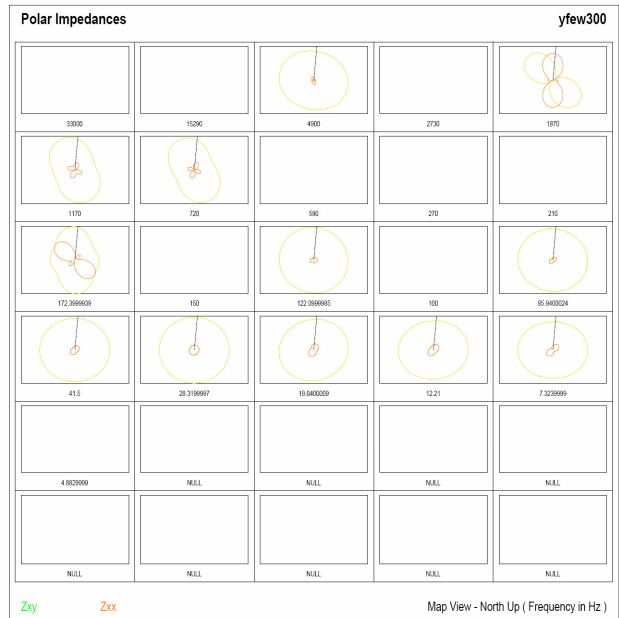 Polar Impedances yfew300
33000 15290 4900 2730 1870
1170 720 580 270 210
172.3999939 150 122.0999985 100 85.9400024
41.5 28.3199997 19.0400009 12.21 7.3239999
4.8829999 NULL NULL NULL NULL
NULL NULL NULL NULL NULL
Zxy Zxx Map View - North Up ( Frequency in Hz )